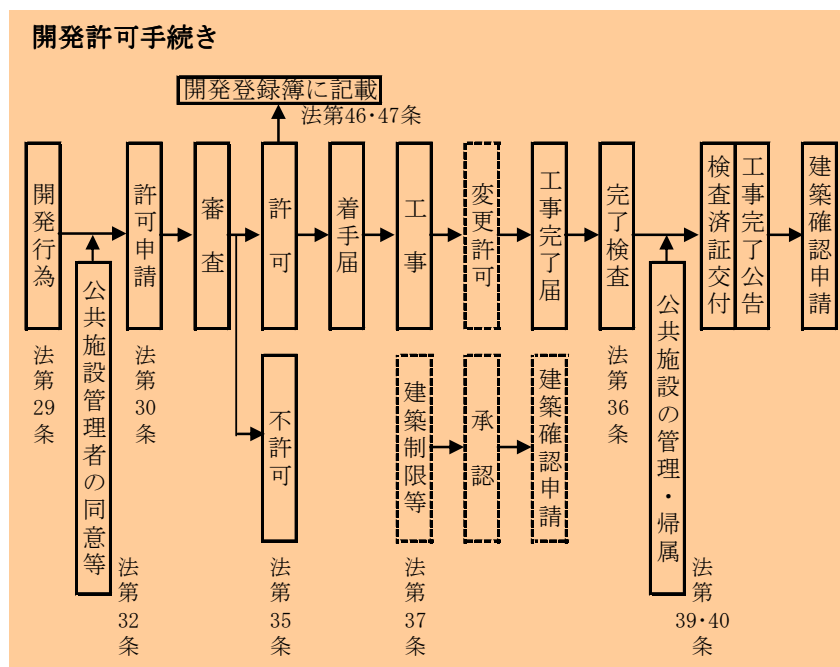 開発許可手続き
開発登録簿に記載
法第46・47条
開発行為
許可申請
審査
許可
着手届
工事
変更許可
工事完了届
完了検査
検査済証交付
工事完了公告
建築確認申請
公共施設管理者の同意等
不許可
建築制限等
承認
建築確認申請
公共施設の管理・帰属
法第29条
法第30条
法第36条
法第32条
法第35条
法第37条
法第39・40条